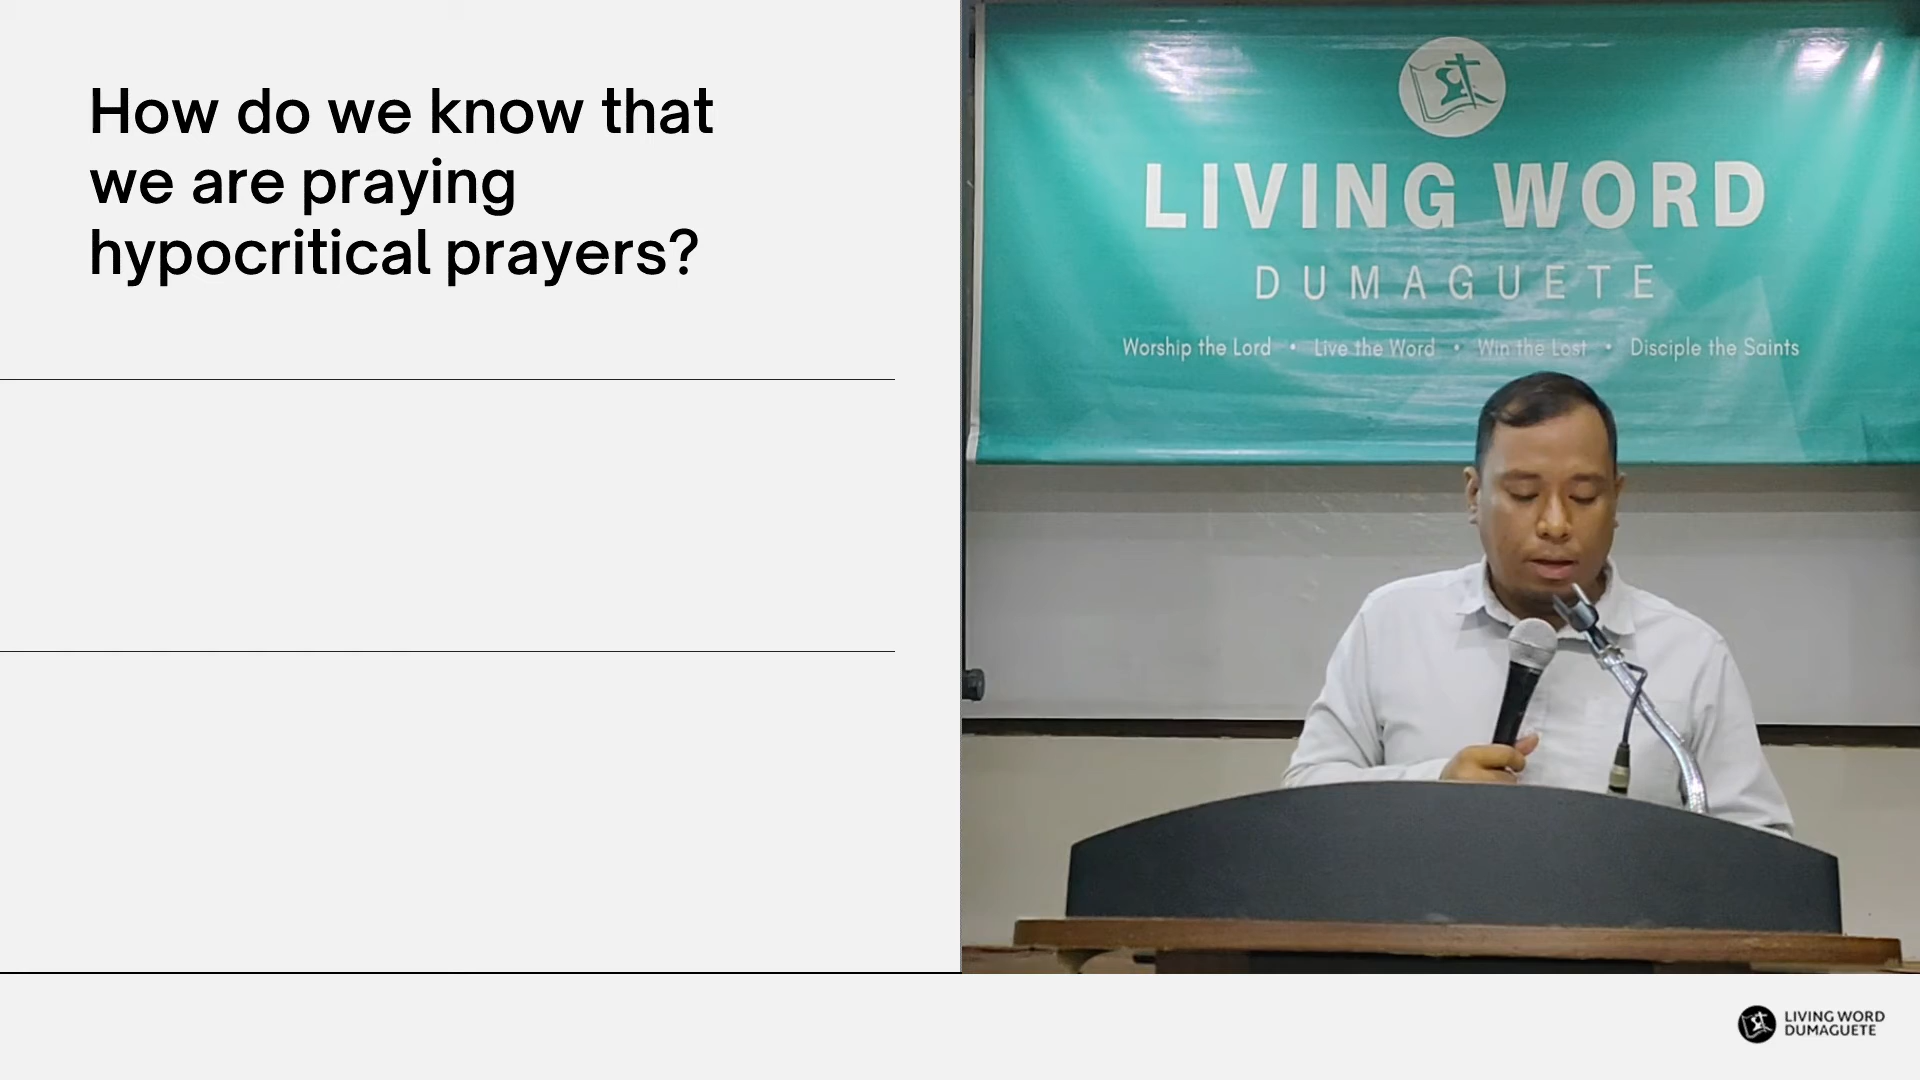 How do we know that
we are praying
hypocritical prayers?
LIVING WORD
DUMAGUETE
Worship the Lord • Live the Word • Win the Lost • Disciple the Saints
LIVING WORD
DUMAGUETE